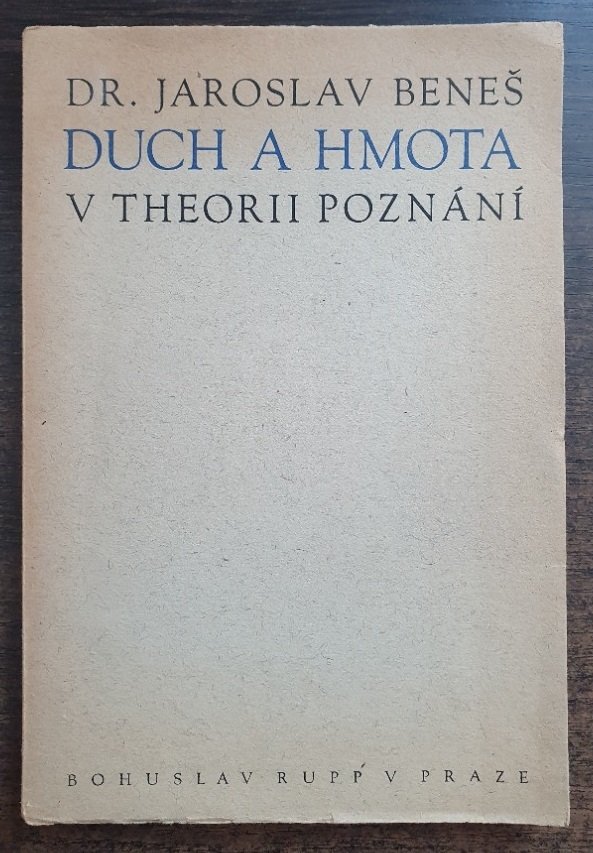 DR. JAROSLAV BENEŠ
DUCH A HMOTA
V THEORII POZNÁNÍ
BOHUSLAV RUPP V PRAZE